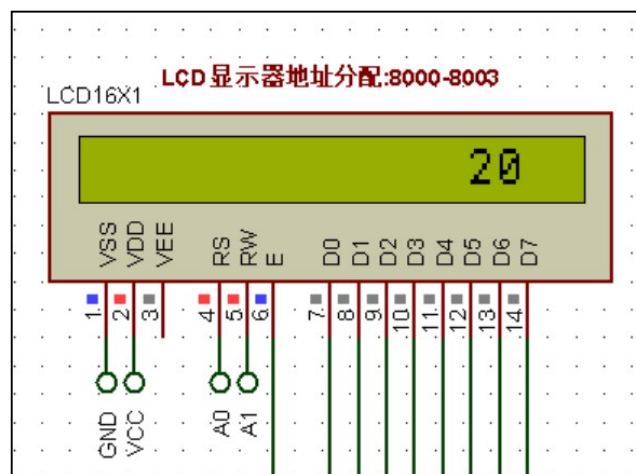 LCD显示器地址分配:8000-8003
LCD16X1
20
VSS
VDD
VEE
RS
RW
E
D0
D1
D2
D3
D4
D5
D6
D7
1
2
3
4
5
6
7
8
9
10
11
12
13
14
GND
VCC
A0
A1